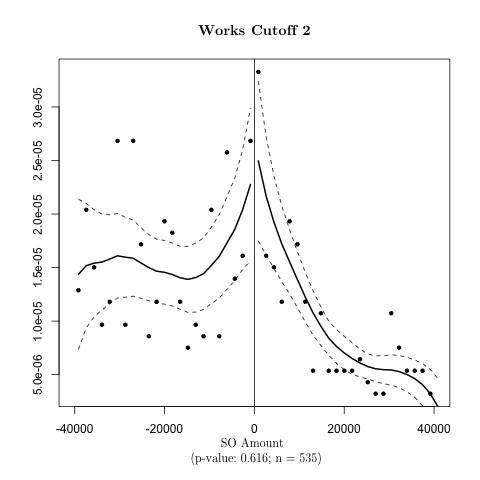 Works Cutoff 2
3.0e-05
2.5e-05
2.0e-05
1.5e-05
1.0e-05
5.0e-06
-40000 -20000 0 20000 40000
SO Amount
(p-value: 0.616; n = 535)